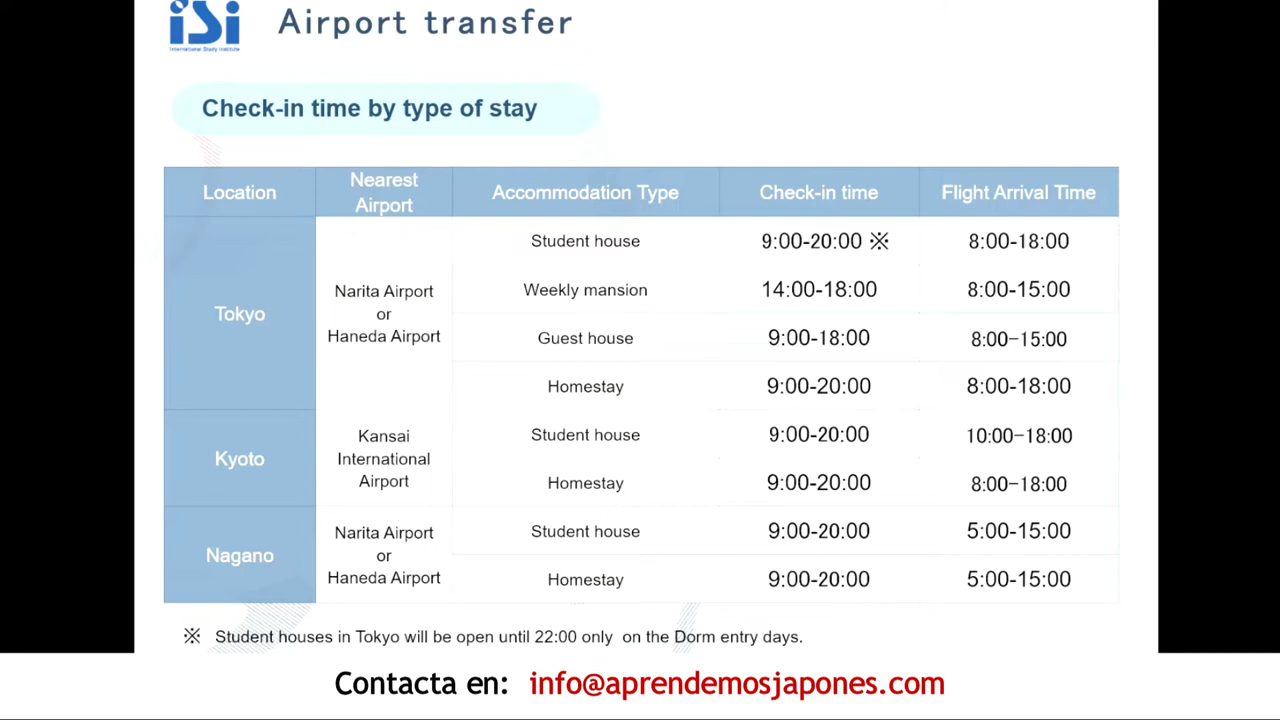 iSi
International Study Institute
Airport transfer
Check-in time by type of stay
Location Nearest Airport Accommodation Type Check-in time Flight Arrival Time
Tokyo
Narita Airport
or
Haneda Airport
Student house 9:00-20:00 ※ 8:00-18:00
Weekly mansion 14:00-18:00 8:00-15:00
Guest house 9:00-18:00 8:00-15:00
Homestay 9:00-20:00 8:00-18:00
Kyoto
Kansai
International
Airport
Student house 9:00-20:00 10:00-18:00
Homestay 9:00-20:00 8:00-18:00
Nagano
Narita Airport
or
Haneda Airport
Student house 9:00-20:00 5:00-15:00
Homestay 9:00-20:00 5:00-15:00
※ Student houses in Tokyo will be open until 22:00 only on the Dorm entry days.
Contacta en: info@aprendemosjapones.com